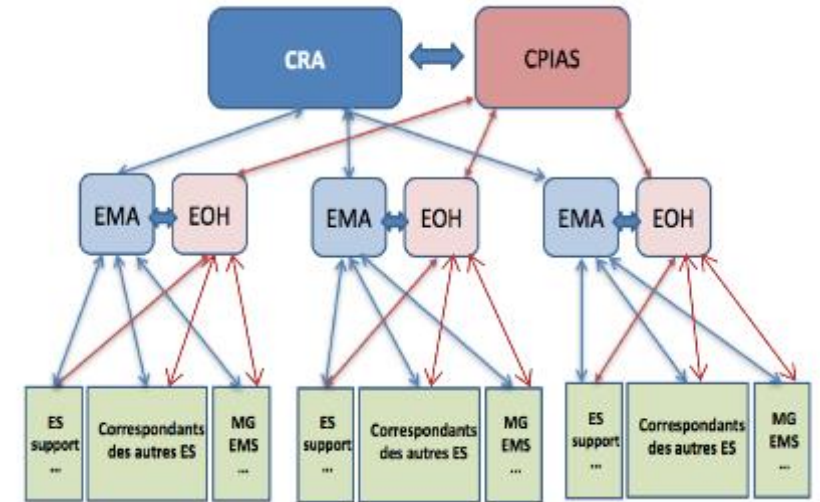 CRA
CPIAS
EMA
EOH
EMA
EOH
EMA
EOH
ES
support
...
Correspondants
des autres ES
MG
EMS
...
ES
support
...
Correspondants
des autres ES
MG
EMS
...
ES
support
...
Correspondants
des autres ES
MG
EMS
...